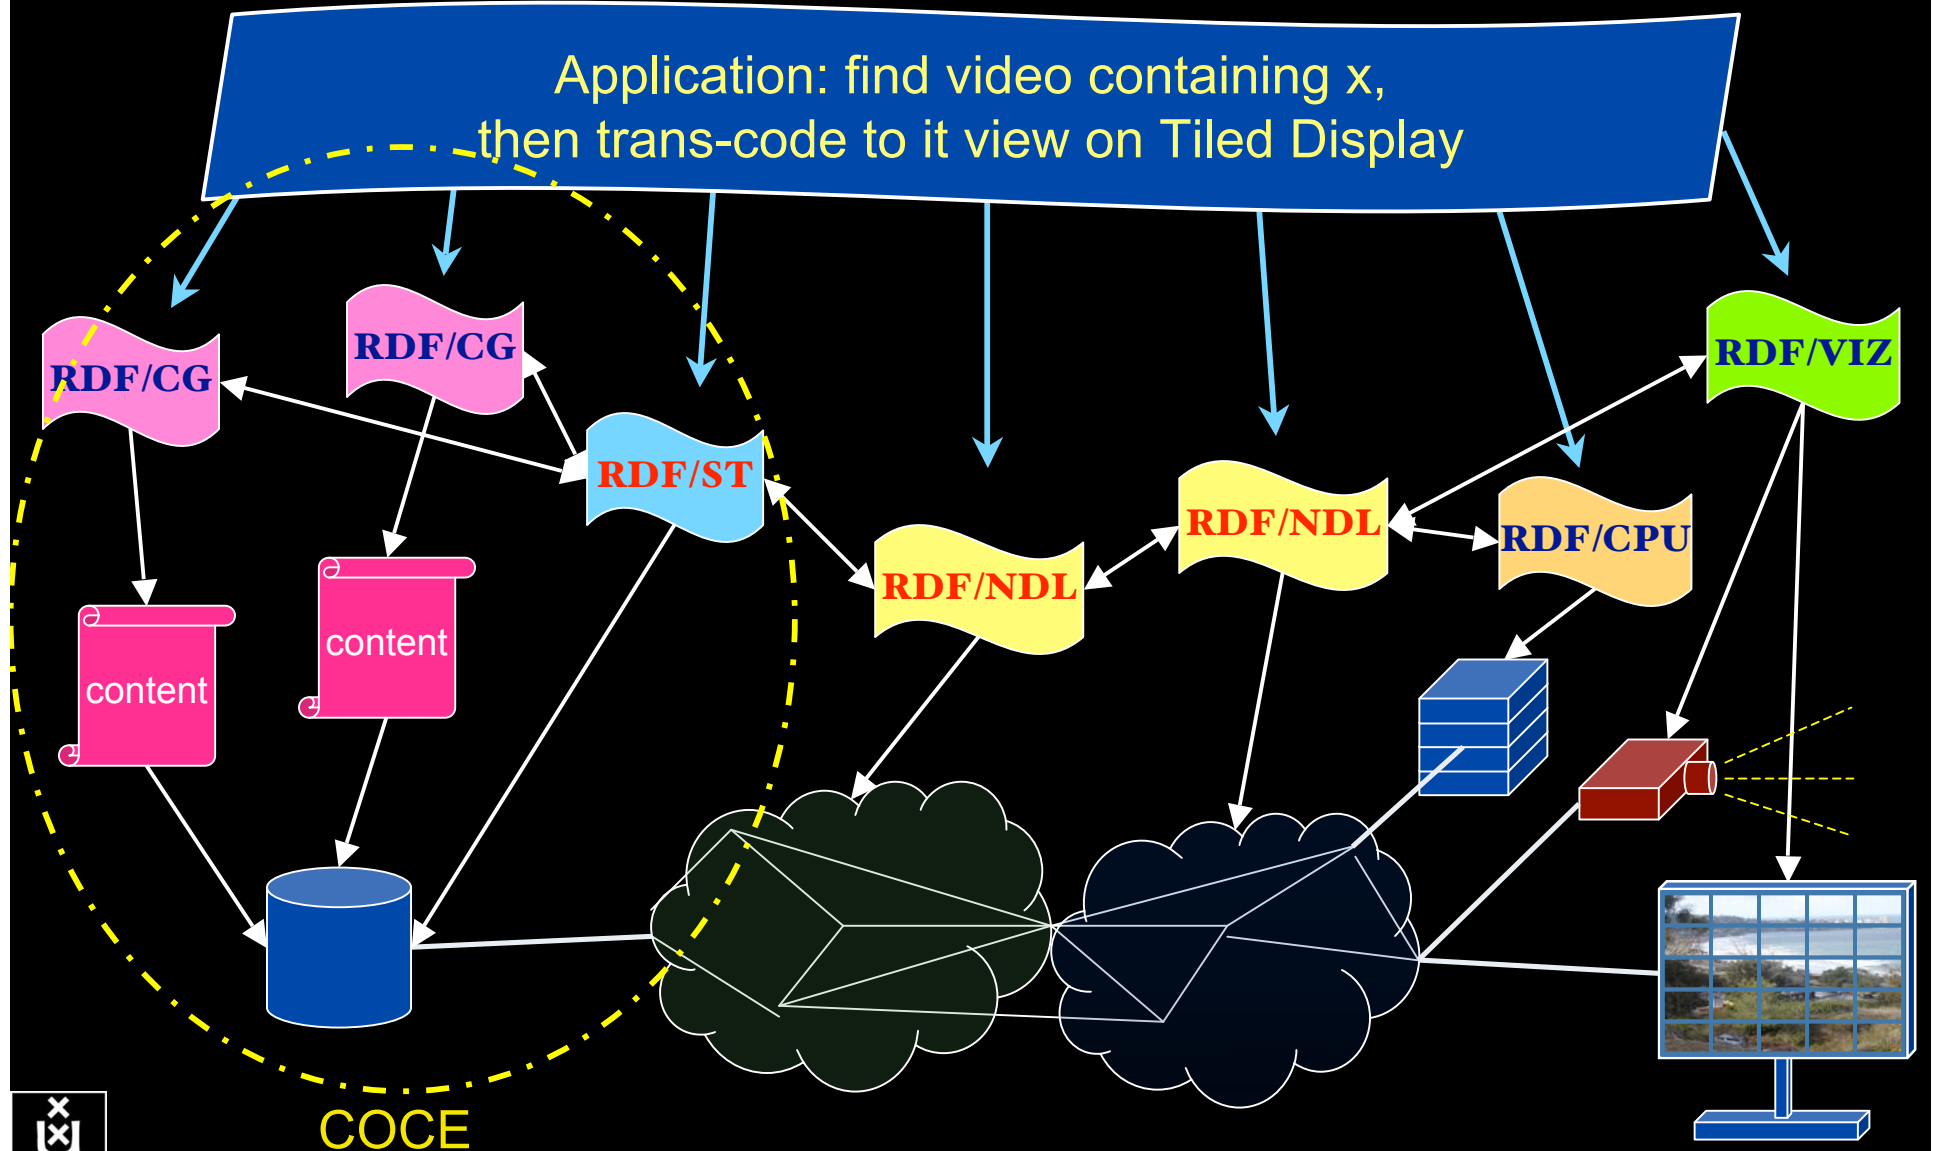 Application: find video containing x,
then trans-code to it view on Tiled Display
RDF/CG
RDF/CG
RDF/VIZ
RDF/ST
RDF/NDL
RDF/CPU
RDF/NDL
content
content
COCE